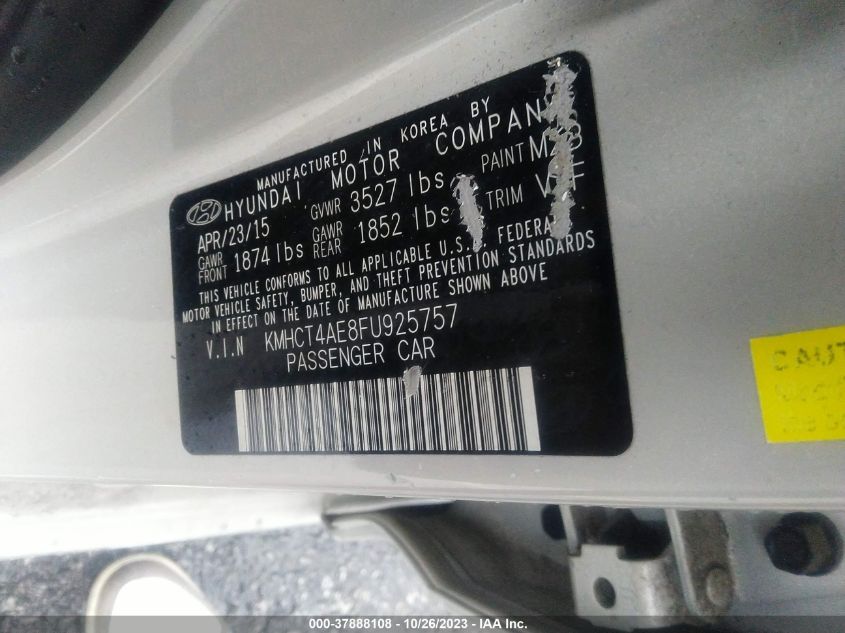 MANUFACTURED IN KOREA BY
HYUNDAI MOTOR COMPANY
APR/23/15 GVWR 3527 lbs PAINT
GAWR FRONT 1874 lbs GAWR REAR 1852 lbs TRIM
THIS VEHICLE CONFORMS TO ALL APPLICABLE U.S. FEDERAL
MOTOR VEHICLE SAFETY, BUMPER, AND THEFT PREVENTION STANDARDS
IN EFFECT ON THE DATE OF MANUFACTURE SHOWN ABOVE
V.I.N KMHCT4AE8FU925757
PASSENGER CAR
000-37888108 - 10/26/2023 - IAA Inc.